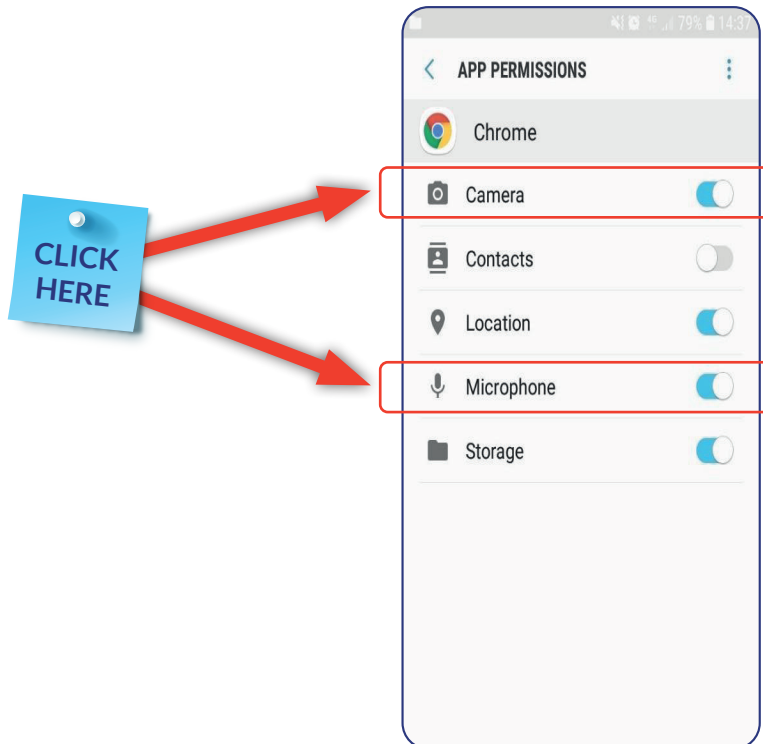 79% 14:37
APP PERMISSIONS
Chrome
Camera
CLICK
HERE
Contacts
Location
Microphone
Storage